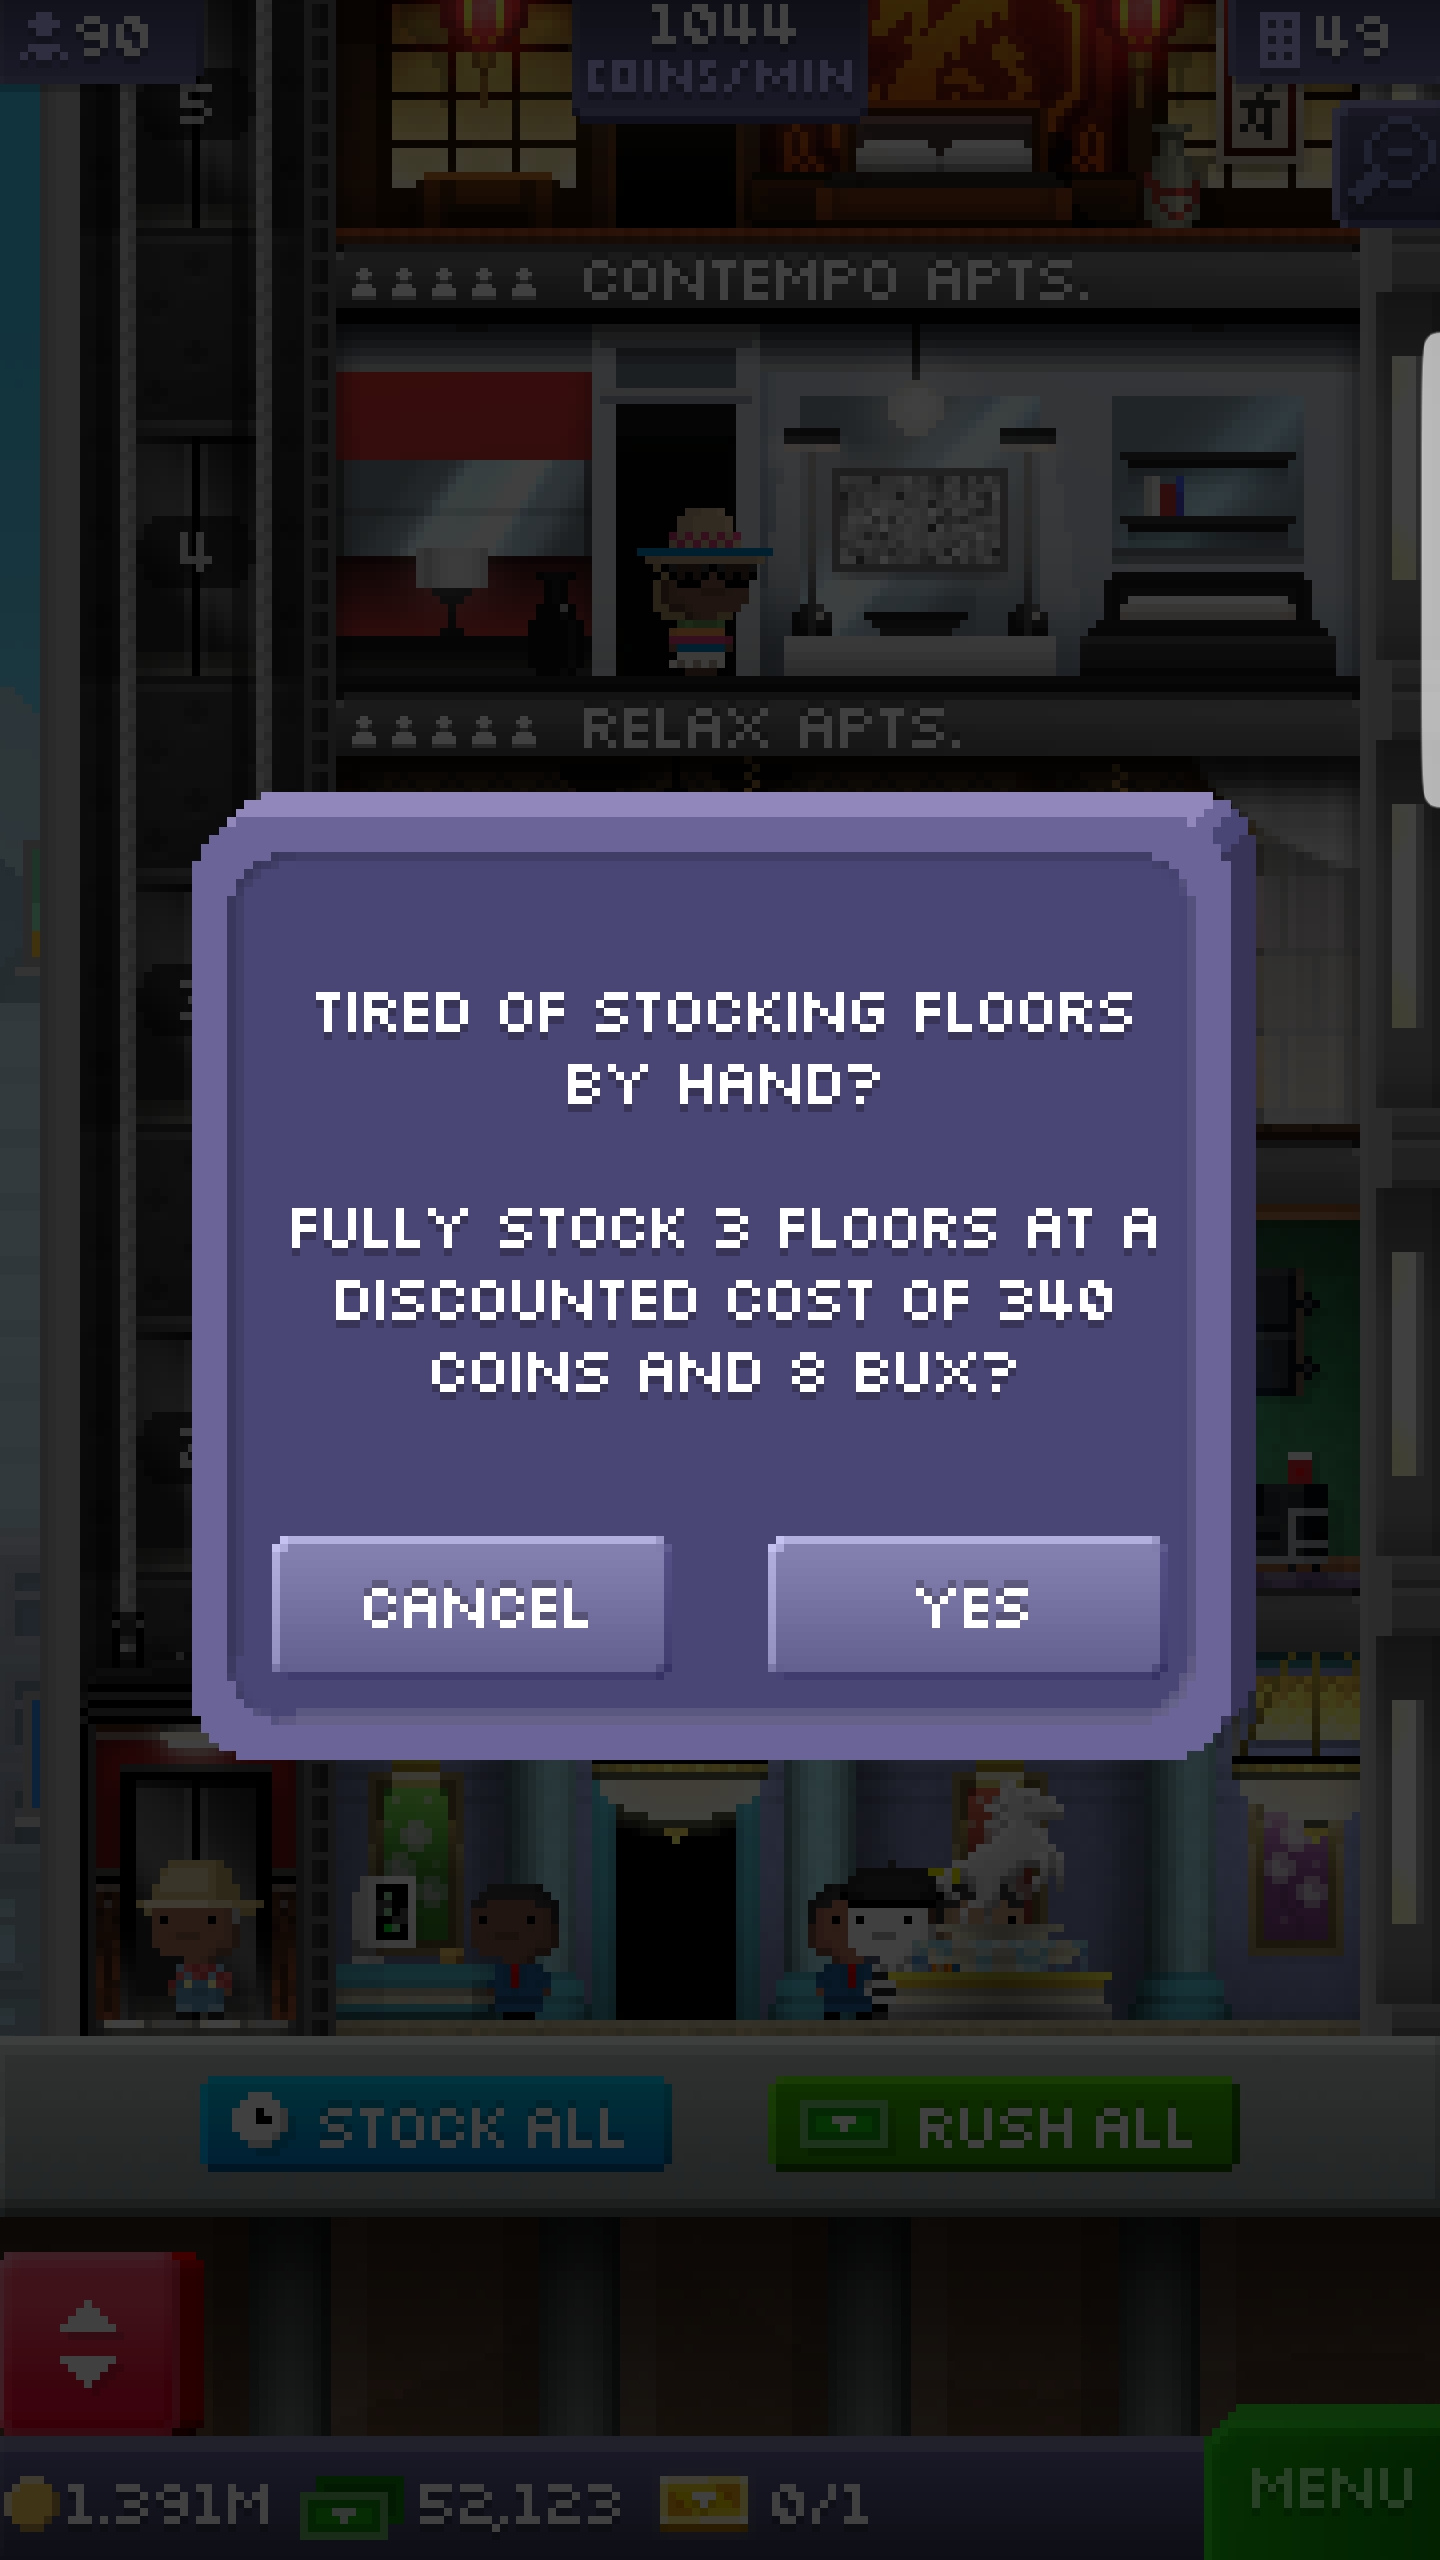 90
1044
COINS/MIN
49
5
CONTEMPO APTS.
4
RELAX APTS.
TIRED OF STOCKING FLOORS
BY HAND?
FULLY STOCK 3 FLOORS AT A
DISCOUNTED COST OF 340
COINS AND 8 BUX?
CANCEL
YES
STOCK ALL
RUSH ALL
1.391M
52,123
0/1
MENU